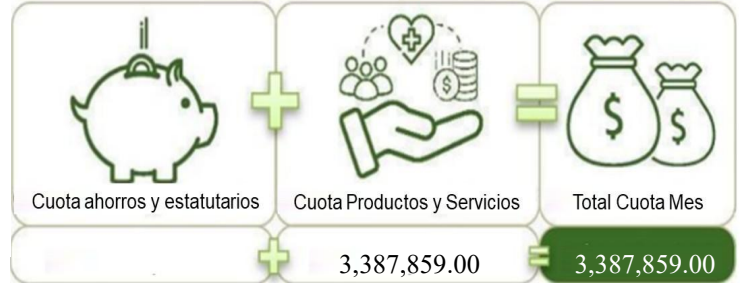 Cuota ahorros y estatutarios
Cuota Productos y Servicios
Total Cuota Mes
3,387,859.00
3,387,859.00